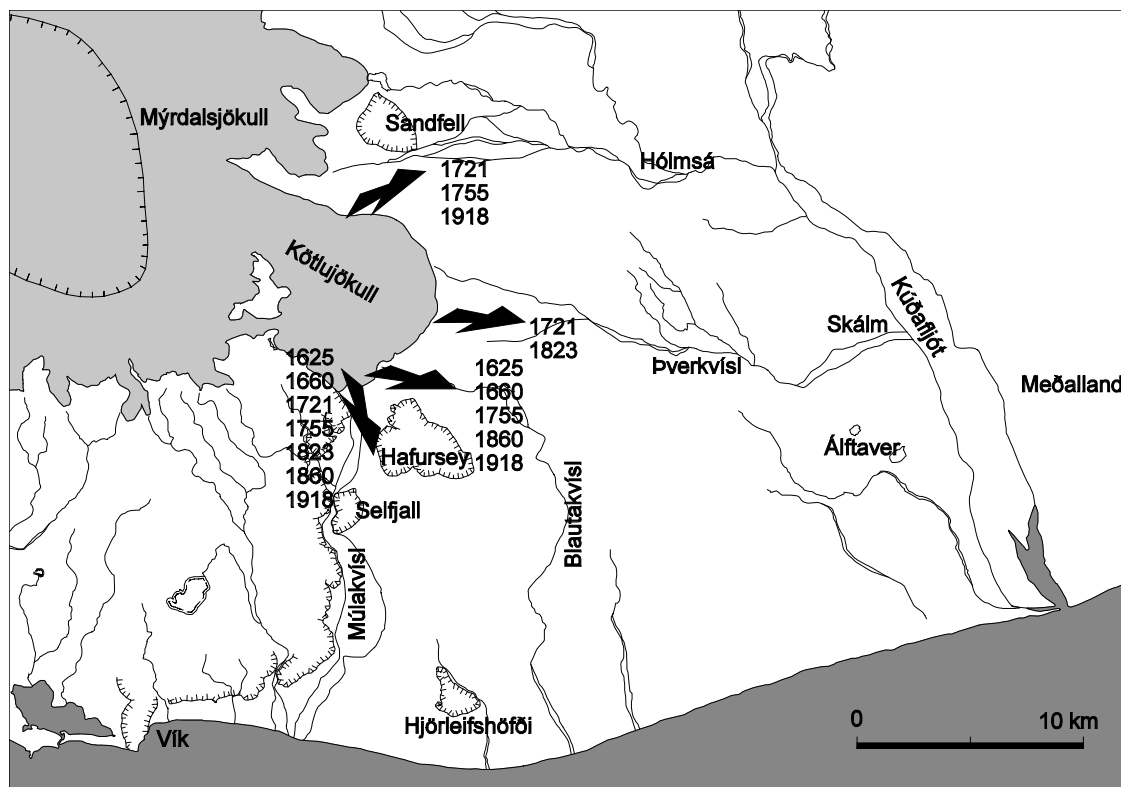 Mýrdalsjökull
Sandfell
Hólmsá
1721
1755
1918
Kötlujökull
Kúðafljót
Skálm
1721
1823
Þverkvísl
Meðalland
1625
1660
1721
1755
1823
1860
1918
1625
1660
1755
1860
1918
Hafursey
Álftaver
Selfjall
Blautakvísl
Múlakvísl
Hjörleifshöfði
Vík
0 10 km